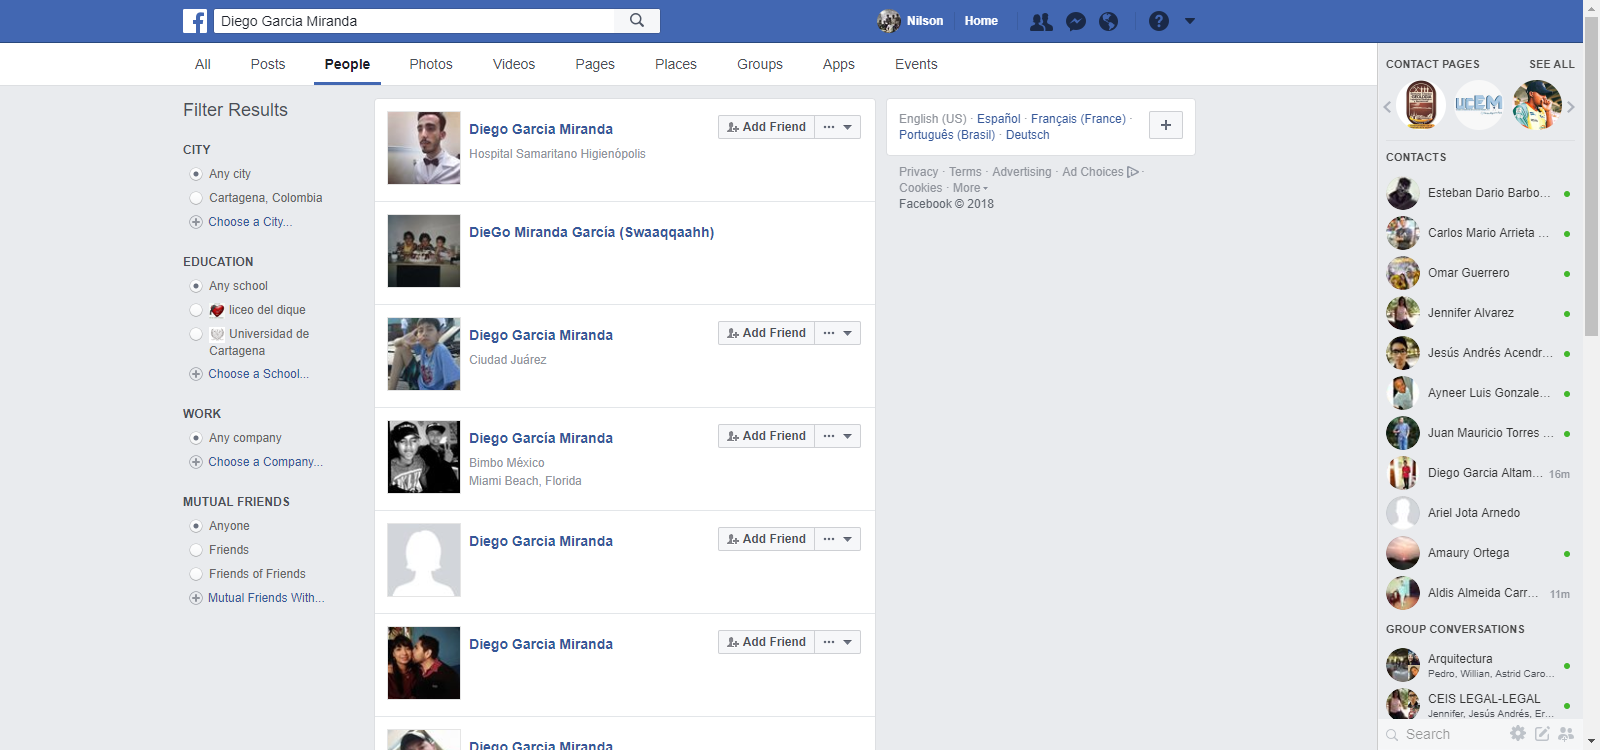 Diego Garcia Miranda
Nilson
Home
All
Posts
People
Photos
Videos
Pages
Places
Groups
Apps
Events
Filter Results
CITY
Any city
Cartagena, Colombia
Choose a City...
EDUCATION
Any school
liceo del dique
Universidad de
Cartagena
Choose a School...
WORK
Any company
Choose a Company...
MUTUAL FRIENDS
Anyone
Friends
Friends of Friends
Mutual Friends With...
Diego Garcia Miranda
Add Friend
Hospital Samaritano Higienópolis
DieGo Miranda García (Swaaqqaahh)
Diego Garcia Miranda
Add Friend
Ciudad Juárez
Diego García Miranda
Add Friend
Bimbo México
Miami Beach, Florida
Diego Garcia Miranda
Add Friend
Diego Garcia Miranda
Add Friend
Diego Garcia Miranda
English (US) · Español · Français (France) ·
Português (Brasil) · Deutsch
Privacy · Terms · Advertising · Ad Choices ·
Cookies · More
Facebook © 2018
CONTACT PAGES
SEE ALL
UCEM
CONTACTS
Esteban Dario Barbo...
Carlos Mario Arrieta ...
Omar Guerrero
Jennifer Alvarez
Jesús Andrés Acendr...
Ayneer Luis Gonzale...
Juan Mauricio Torres ...
Diego Garcia Altam... 16m
Ariel Jota Arnedo
Amaury Ortega
Aldis Almeida Carr... 11m
GROUP CONVERSATIONS
Arquitectura
Pedro, Willian, Astrid Caro...
CEIS LEGAL-LEGAL
Jennifer, Jesús Andrés, Er...
Search